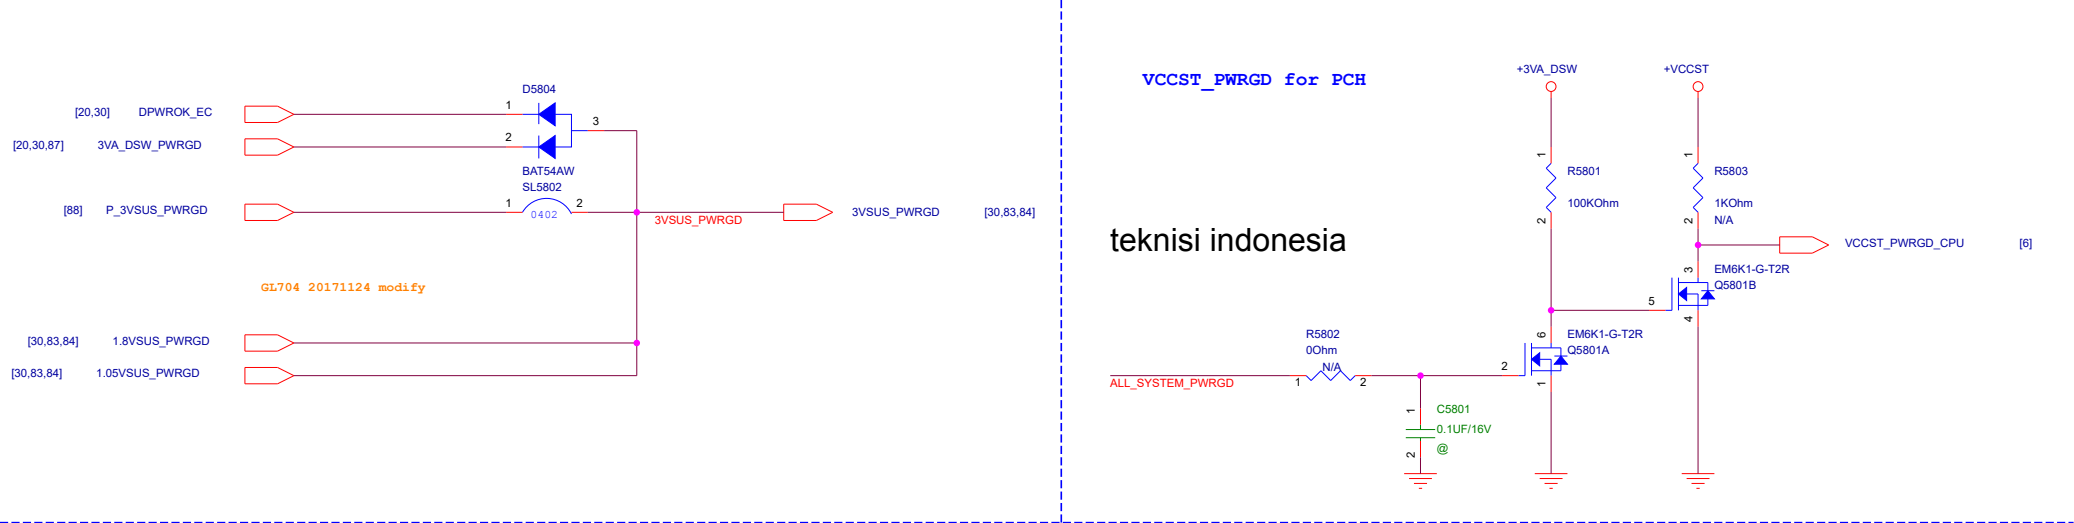 D5804
[20,30] DPWROK_EC 1
3
[20,30,87] 3VA_DSW_PWRGD 2
BAT54AW
SL5802
[88] P_3VSUS_PWRGD 1 0402 2
3VSUS_PWRGD
3VSUS_PWRGD [30,83,84]
GL704 20171124 modify
[30,83,84] 1.8VSUS_PWRGD
[30,83,84] 1.05VSUS_PWRGD
VCCST_PWRGD for PCH
teknisi indonesia
+3VA_DSW
+VCCST
1
R5801
100KOhm
2
1
R5803
1KOhm
N/A
2
VCCST_PWRGD_CPU [6]
3
EM6K1-G-T2R
Q5801B
5
4
6
EM6K1-G-T2R
Q5801A
2
1
R5802
0Ohm
N/A
ALL_SYSTEM_PWRGD 1 2
1
C5801
0.1UF/16V
@
2